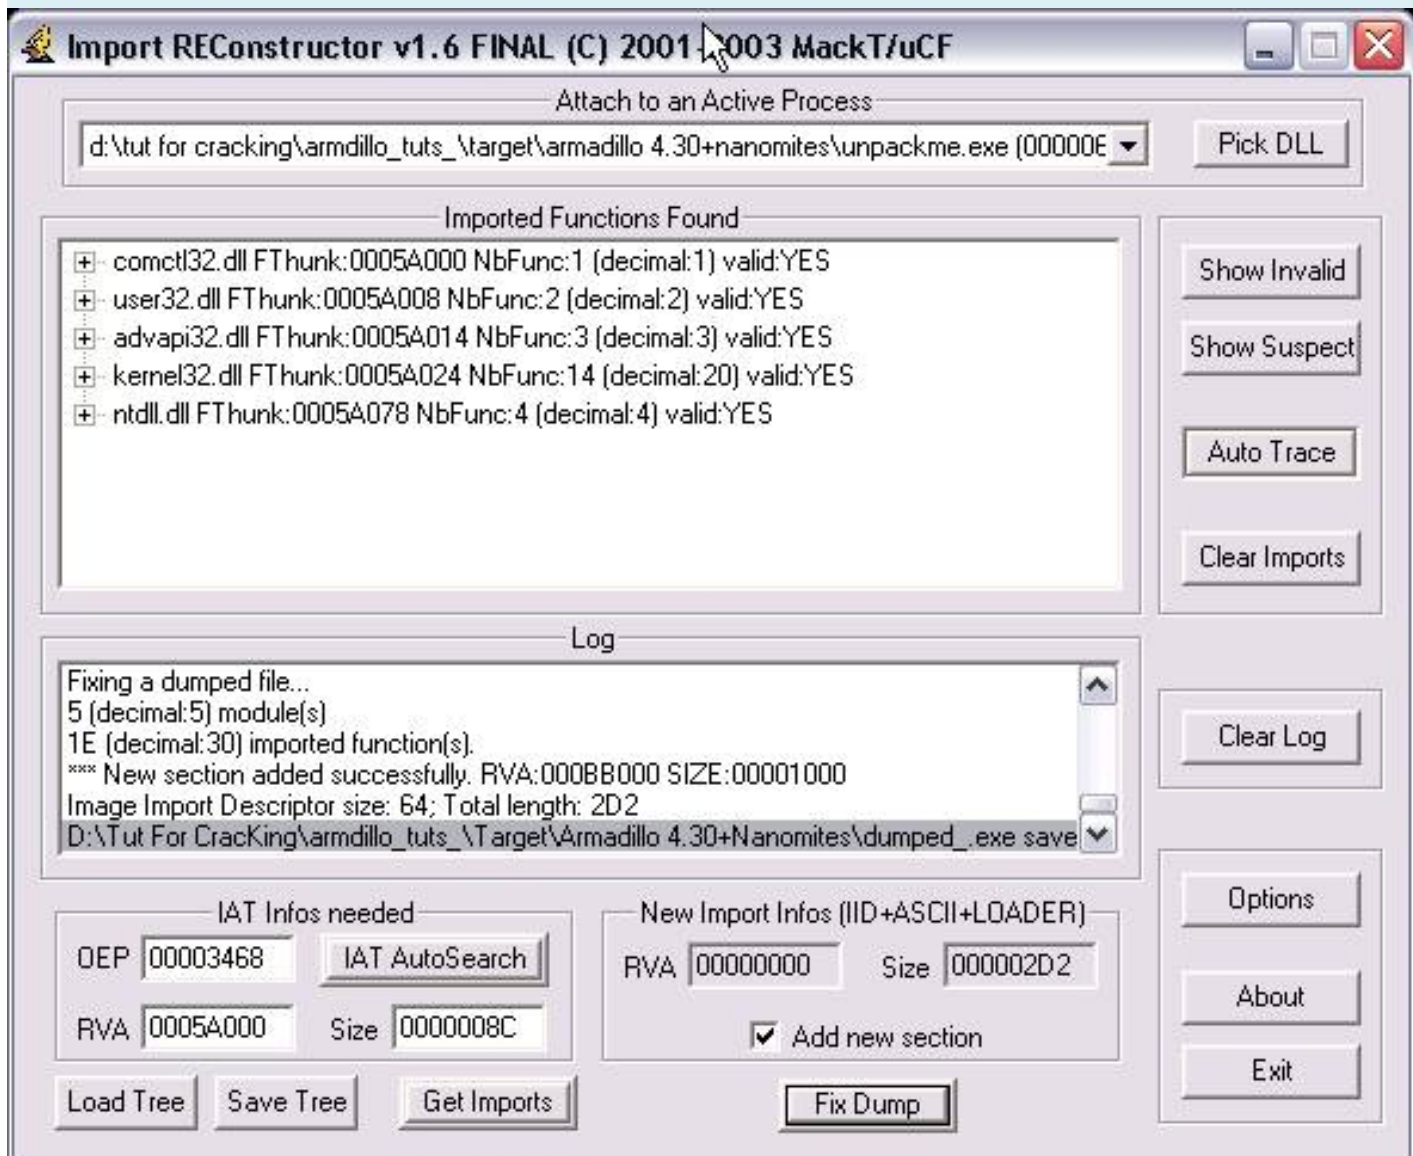 Import REConstructor v1.6 FINAL (C) 2001-2003 MackT/uCF
Attach to an Active Process
d:\tut for cracking\armdillo_tuts_\target\armadillo 4.30+nanomites\unpackme.exe (00000E
Pick DLL
Imported Functions Found
comctl32.dll FThunk:0005A000 NbFunc:1 (decimal:1) valid:YES
user32.dll FThunk:0005A008 NbFunc:2 (decimal:2) valid:YES
advapi32.dll FThunk:0005A014 NbFunc:3 (decimal:3) valid:YES
kernel32.dll FThunk:0005A024 NbFunc:14 (decimal:20) valid:YES
ntdll.dll FThunk:0005A078 NbFunc:4 (decimal:4) valid:YES
Show Invalid
Show Suspect
Auto Trace
Clear Imports
Log
Fixing a dumped file...
5 (decimal:5) module(s)
1E (decimal:30) imported function(s).
*** New section added successfully. RVA:000BB000 SIZE:00001000
Image Import Descriptor size: 64; Total length: 2D2
D:\Tut For CracKing\armdillo_tuts_\Target\Armadillo 4.30+Nanomites\dumped_.exe save
Clear Log
IAT Infos needed
OEP 00003468 IAT AutoSearch
RVA 0005A000 Size 0000008C
New Import Infos (IID+ASCII+LOADER)
RVA 00000000 Size 000002D2
Add new section
Options
About
Exit
Load Tree Save Tree Get Imports Fix Dump